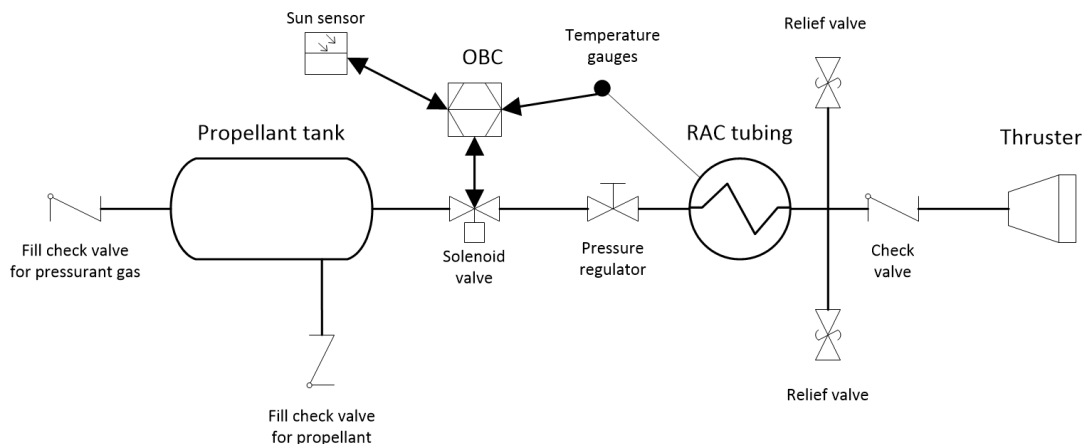 Sun sensor
OBC
Temperature
gauges
Relief valve
Propellant tank
RAC tubing
Thruster
Fill check valve
for pressurant gas
Solenoid
valve
Pressure
regulator
Check
valve
Relief valve
Fill check valve
for propellant